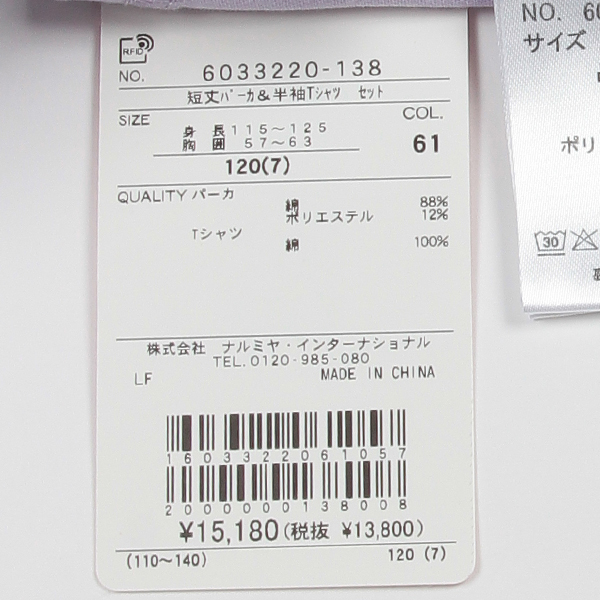 RFID
NO. 6033220-138
短丈パーカ&半袖Tシャツ セット
SIZE
COL.
身長115～125
胸囲 57～63
61
120(7)
QUALITY パーカ
綿 88%
ポリエステル 12%
Tシャツ
綿 100%
株式会社 ナルミヤ・インターナショナル
TEL.0120-985-080
LF MADE IN CHINA
1603322061057
2000000138008
¥15,180(税抜 ¥13,800)
(110～140) 120 (7)
NO. 60
サイズ
ポリ
30